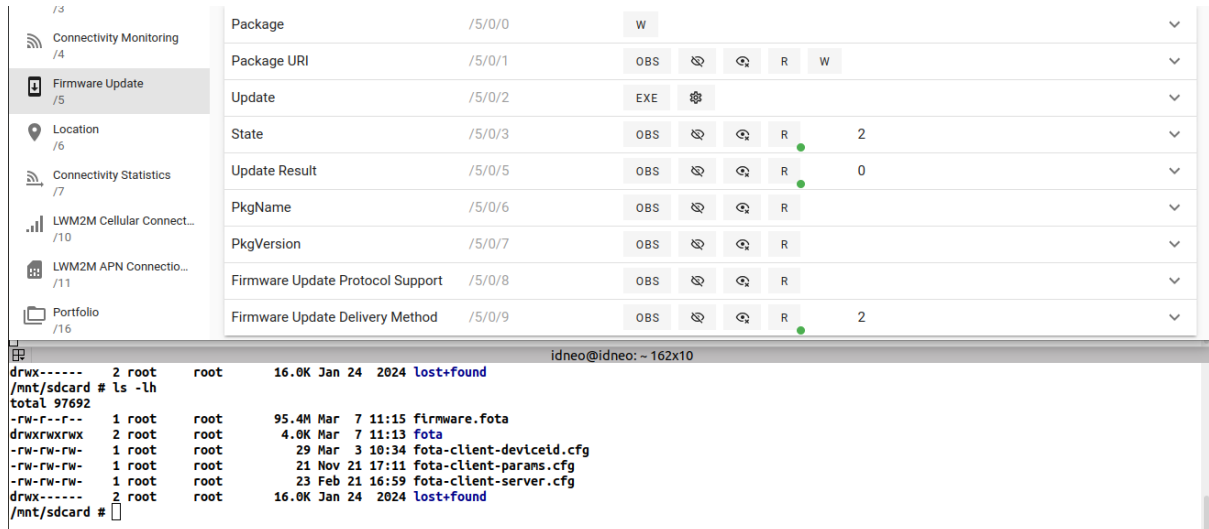 /3
Connectivity Monitoring
/4
Firmware Update
/5
Location
/6
Connectivity Statistics
/7
LWM2M Cellular Connect...
/10
LWM2M APN Connectio...
/11
Portfolio
/16
Package /5/0/0 W
Package URI /5/0/1 OBS R W
Update /5/0/2 EXE
State /5/0/3 OBS R 2
Update Result /5/0/5 OBS R 0
PkgName /5/0/6 OBS R
PkgVersion /5/0/7 OBS R
Firmware Update Protocol Support /5/0/8 OBS R
Firmware Update Delivery Method /5/0/9 OBS R 2
idneo@idneo: ~ 162x10
drwx------ 2 root root 16.0K Jan 24 2024 lost+found
/mnt/sdcard # ls -lh
total 97692
-rw-r--r-- 1 root root 95.4M Mar 7 11:15 firmware.fota
drwxrwxrwx 2 root root 4.0K Mar 7 11:13 fota
-rw-rw-rw- 1 root root 29 Mar 3 10:34 fota-client-deviceid.cfg
-rw-rw-rw- 1 root root 21 Nov 21 17:11 fota-client-params.cfg
-rw-rw-rw- 1 root root 23 Feb 21 16:59 fota-client-server.cfg
drwx------ 2 root root 16.0K Jan 24 2024 lost+found
/mnt/sdcard #